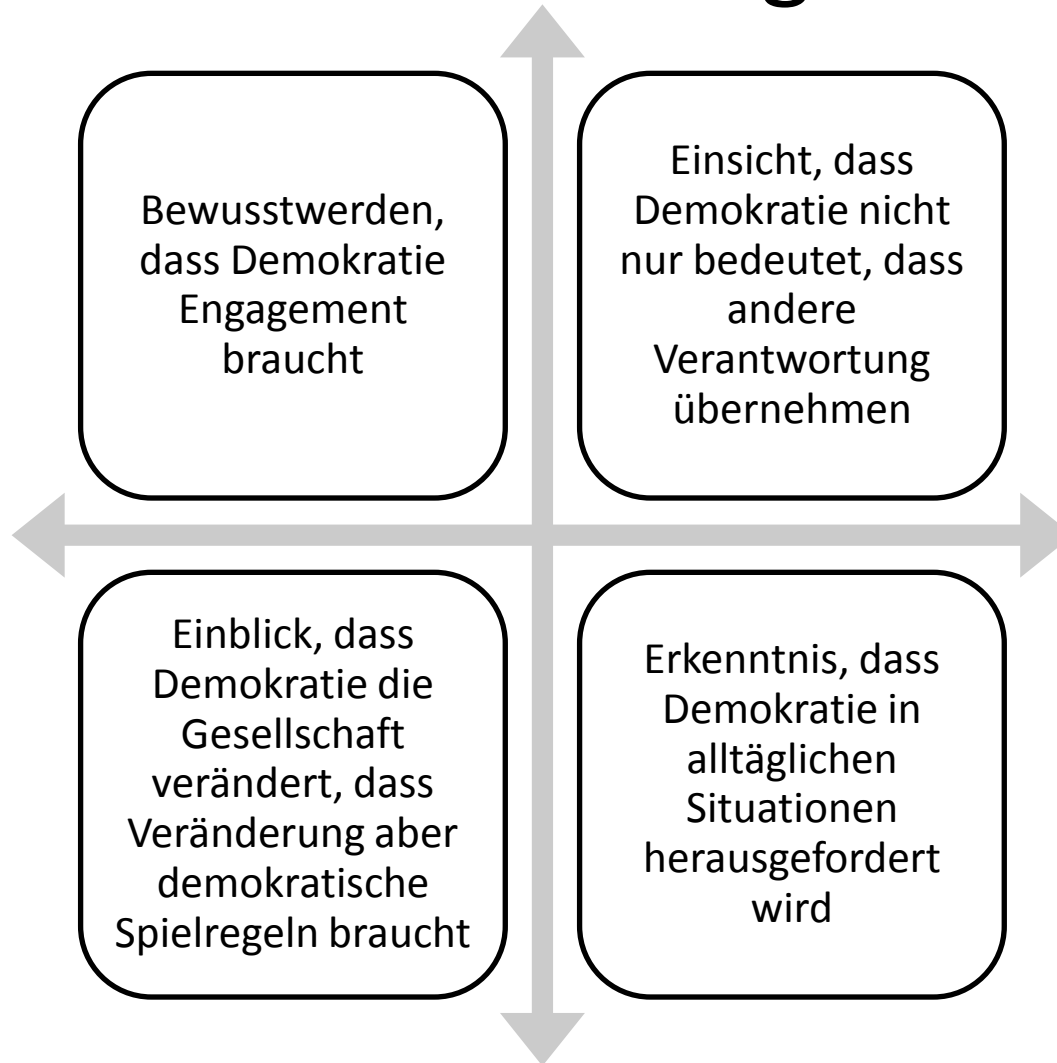 Bewusstwerden,
dass Demokratie
Engagement
braucht
Einsicht, dass
Demokratie nicht
nur bedeutet, dass
andere
Verantwortung
übernehmen
Einblick, dass
Demokratie die
Gesellschaft
verändert, dass
Veränderung aber
demokratische
Spielregeln braucht
Erkenntnis, dass
Demokratie in
alltäglichen
Situationen
herausgefordert
wird